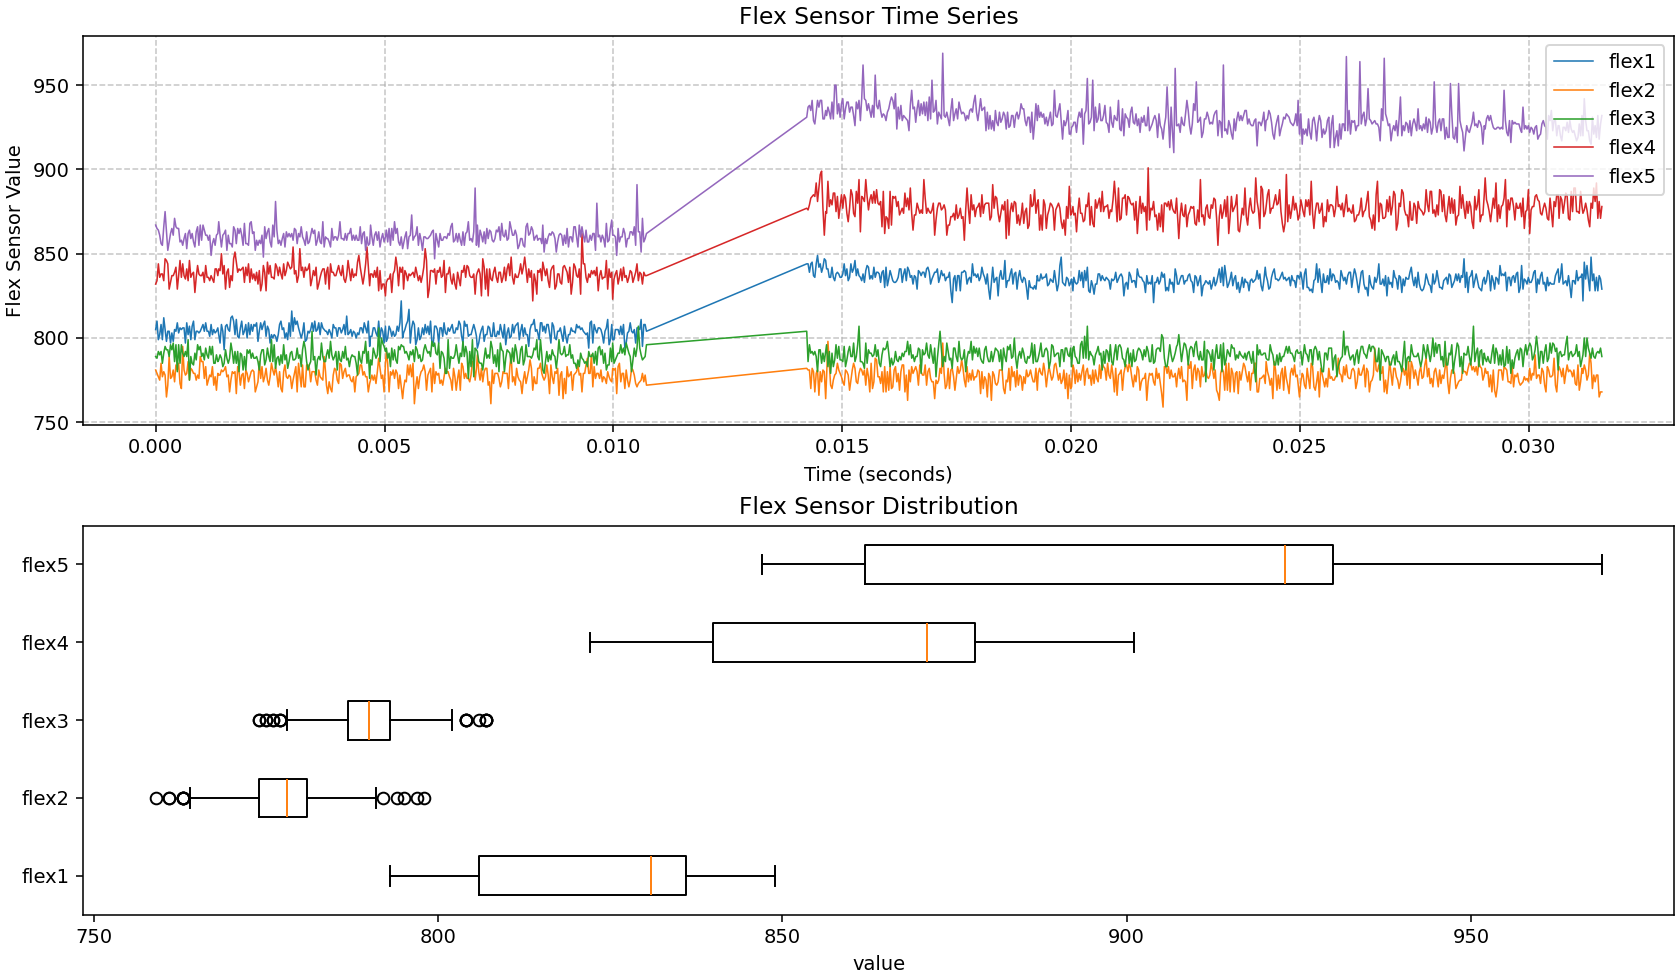 Flex Sensor Time Series
Flex Sensor Value
950
900
850
800
750
flex1
flex2
flex3
flex4
flex5
0.000 0.005 0.010 0.015 0.020 0.025 0.030
Time (seconds)
Flex Sensor Distribution
flex5
flex4
flex3
flex2
flex1
750 800 850 900 950
value